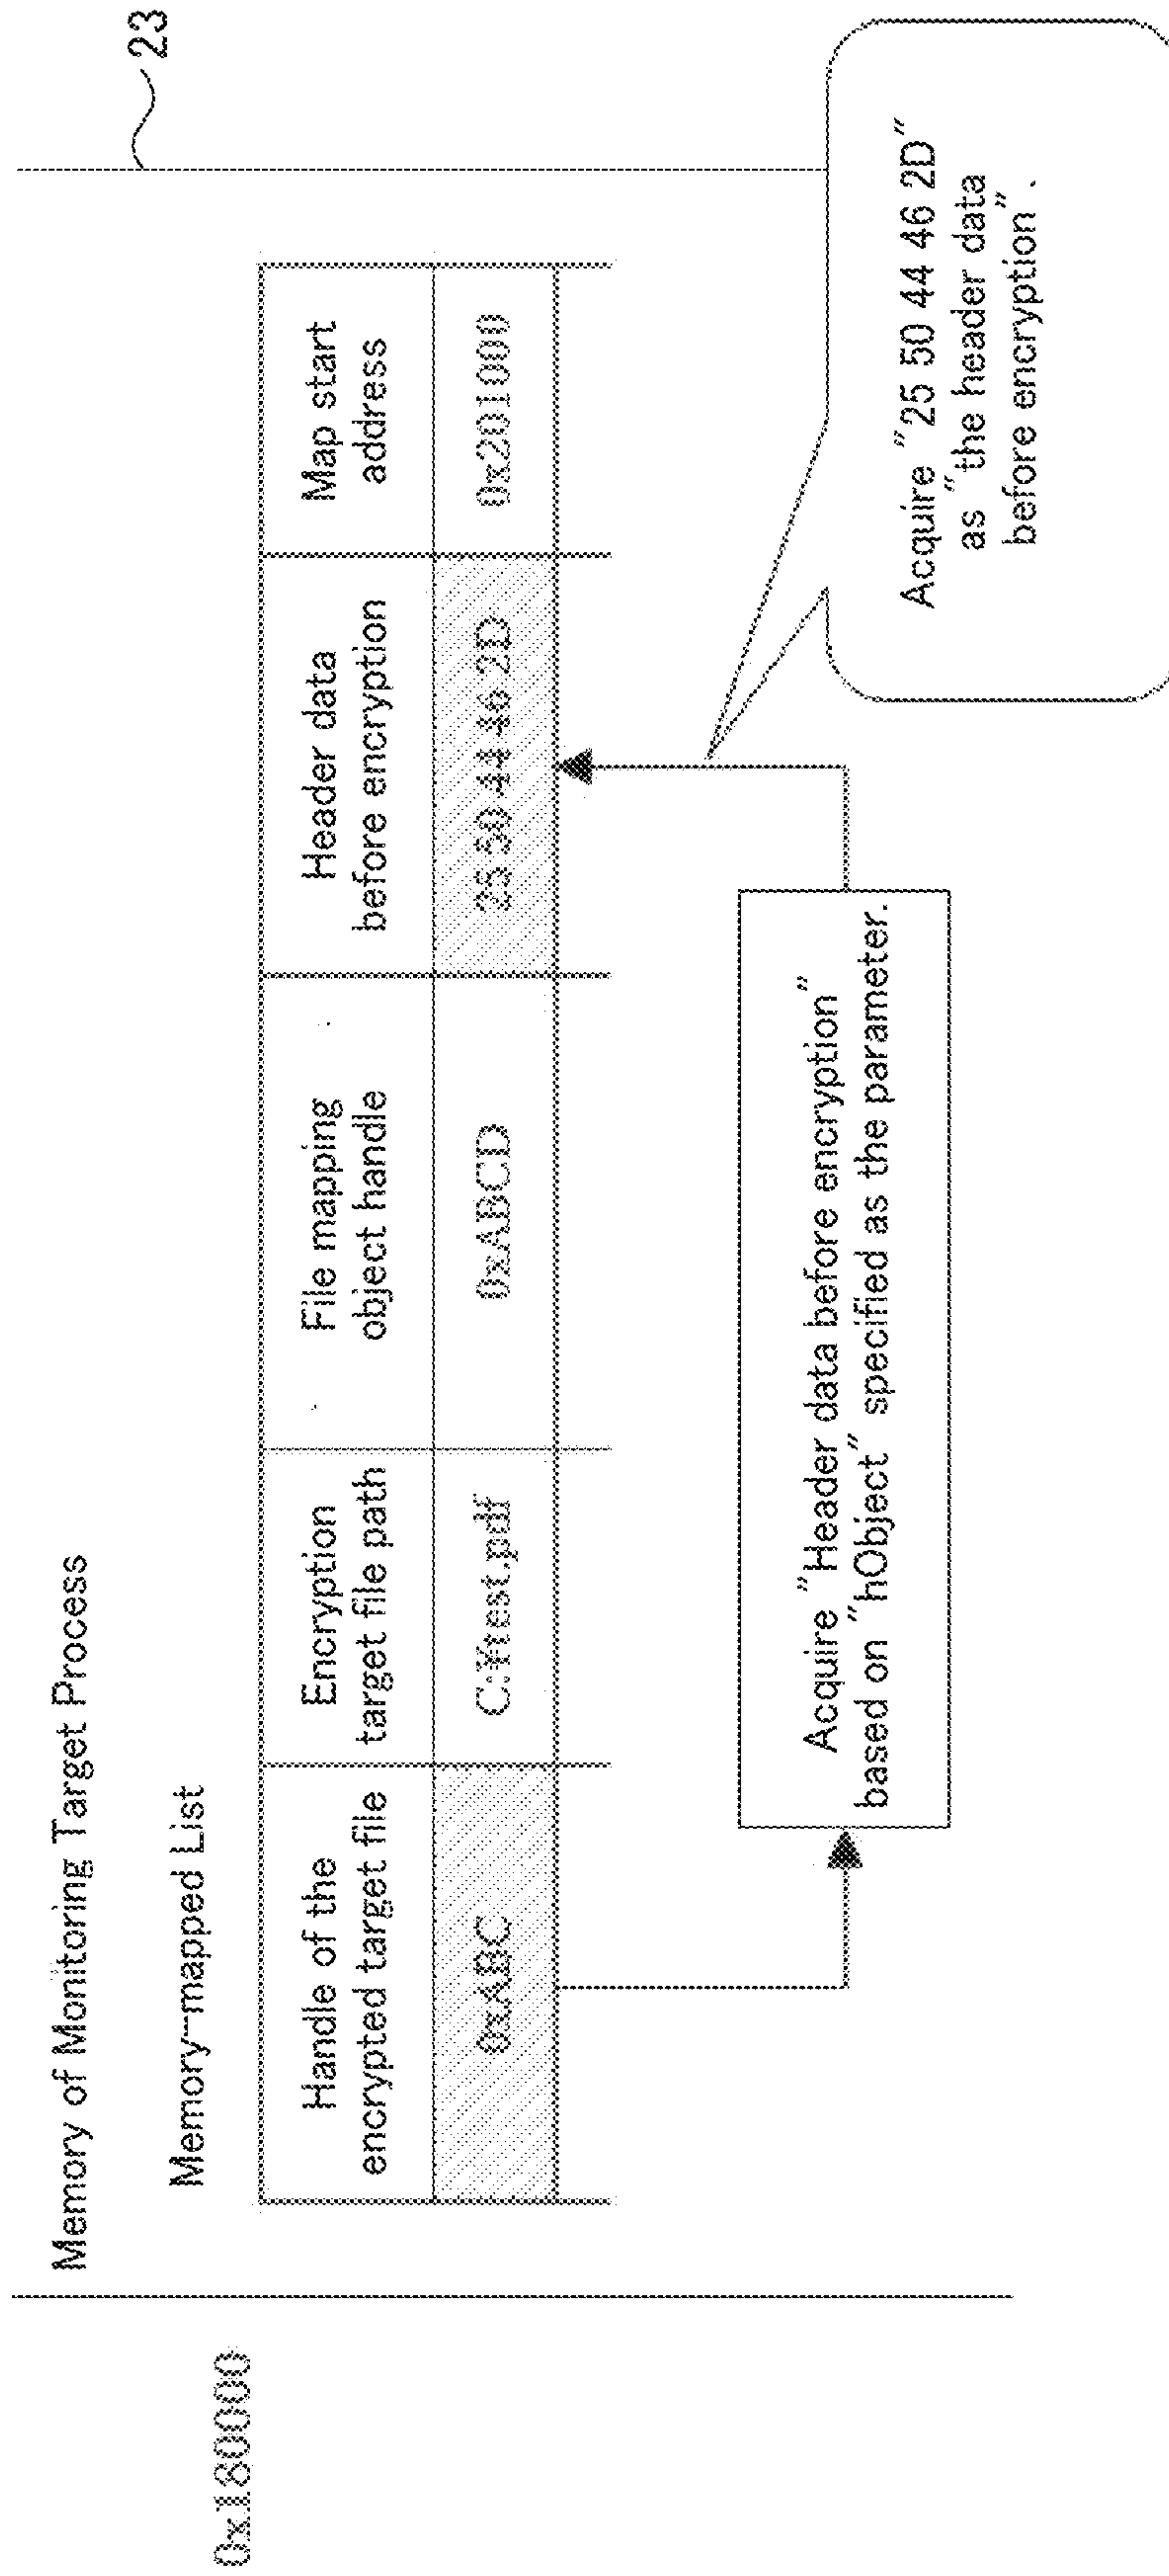 Memory of Monitoring Target Process
23
0x180000
Memory-mapped List
Handle of the
encrypted target file
Encryption
target file path
File mapping
object handle
Header data
before encryption
Map start
address
0xABC
C:¥test.pdf
0xABCD
25 50 44 46 2D
0x201000
Acquire "Header data before encryption"
based on "hObject" specified as the parameter.
Acquire "25 50 44 46 2D"
as "the header data
before encryption".